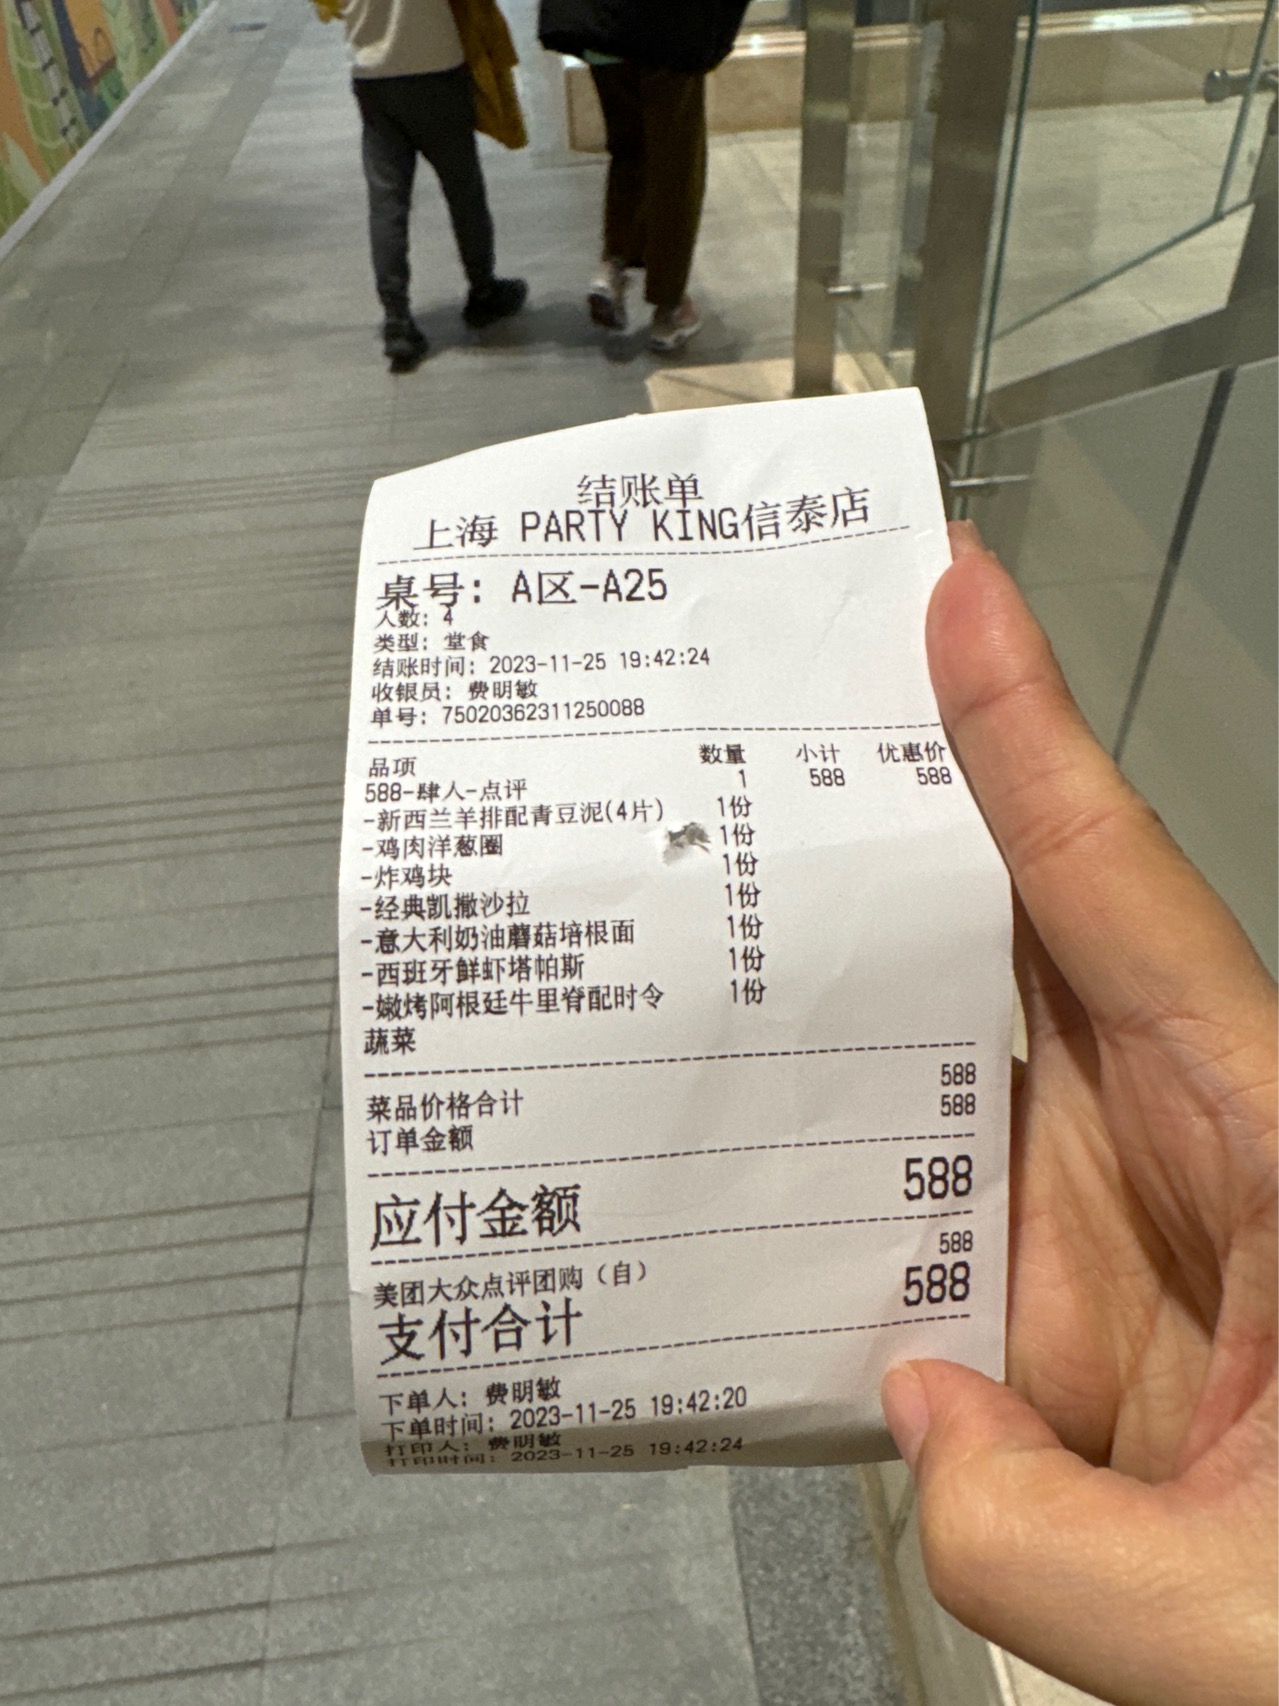 结账单
上海 PARTY KING信泰店
桌号: A区-A25
人数: 4
类型: 堂食
结账时间: 2023-11-25 19:42:24
收银员: 费明敏
单号: 75020362311250088
品项 数量 小计 优惠价
588-肆人-点评 1 588 588
-新西兰羊排配青豆泥(4片) 1份
-鸡肉洋葱圈 1份
-炸鸡块 1份
-经典凯撒沙拉 1份
-意大利奶油蘑菇培根面 1份
-西班牙鲜虾塔帕斯 1份
-嫩烤阿根廷牛里脊配时令 1份
蔬菜
菜品价格合计 588
订单金额 588
应付金额 588
美团大众点评团购（自） 588
支付合计 588
下单人: 费明敏
下单时间: 2023-11-25 19:42:20
打印人: 费明敏
打印时间: 2023-11-25 19:42:24